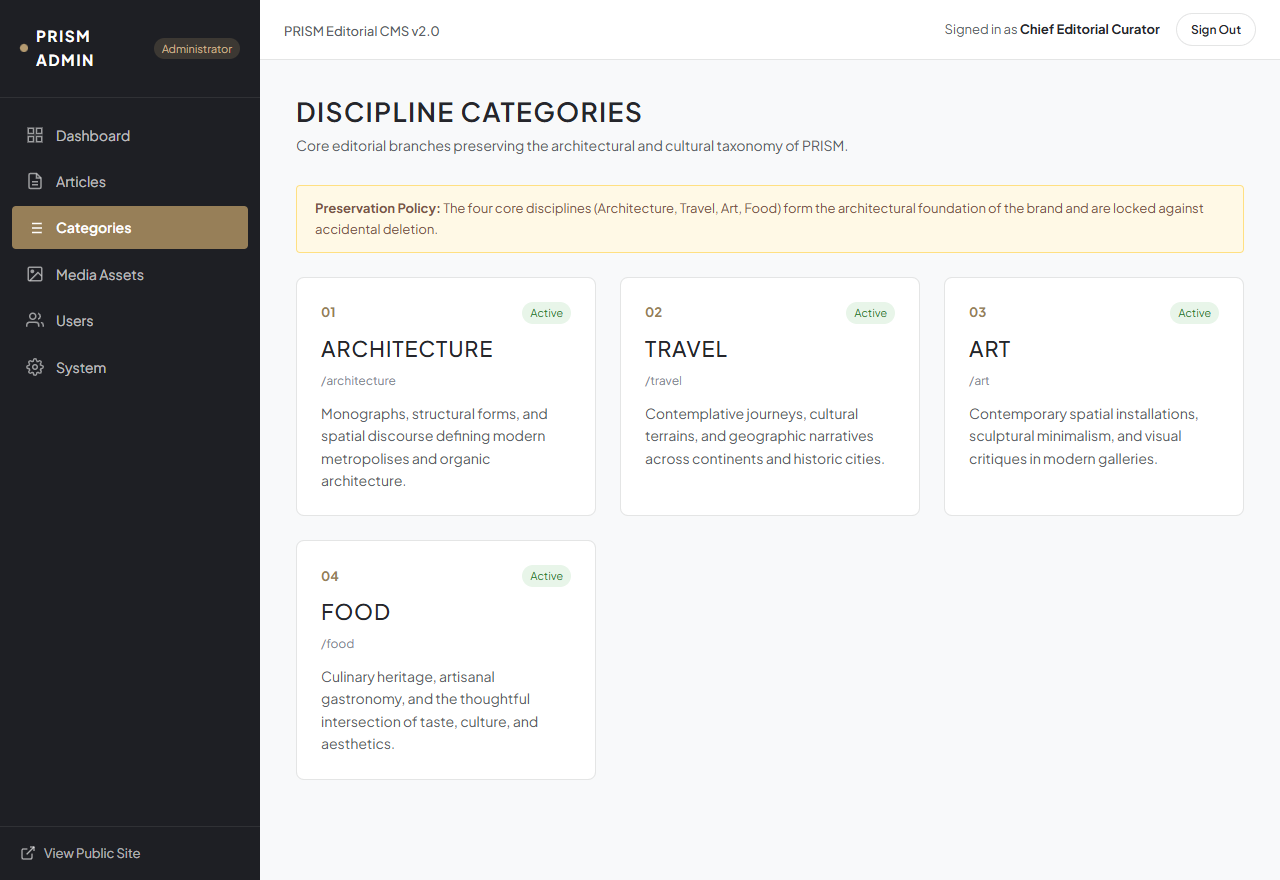 PRISM
ADMIN
Administrator
Dashboard
Articles
Categories
Media Assets
Users
System
View Public Site
PRISM Editorial CMS v2.0
Signed in as Chief Editorial Curator
Sign Out
DISCIPLINE CATEGORIES
Core editorial branches preserving the architectural and cultural taxonomy of PRISM.
Preservation Policy: The four core disciplines (Architecture, Travel, Art, Food) form the architectural foundation of the brand and are locked against
accidental deletion.
01
Active
ARCHITECTURE
/architecture
Monographs, structural forms, and
spatial discourse defining modern
metropolises and organic
architecture.
02
Active
TRAVEL
/travel
Contemplative journeys, cultural
terrains, and geographic narratives
across continents and historic cities.
03
Active
ART
/art
Contemporary spatial installations,
sculptural minimalism, and visual
critiques in modern galleries.
04
Active
FOOD
/food
Culinary heritage, artisanal
gastronomy, and the thoughtful
intersection of taste, culture, and
aesthetics.